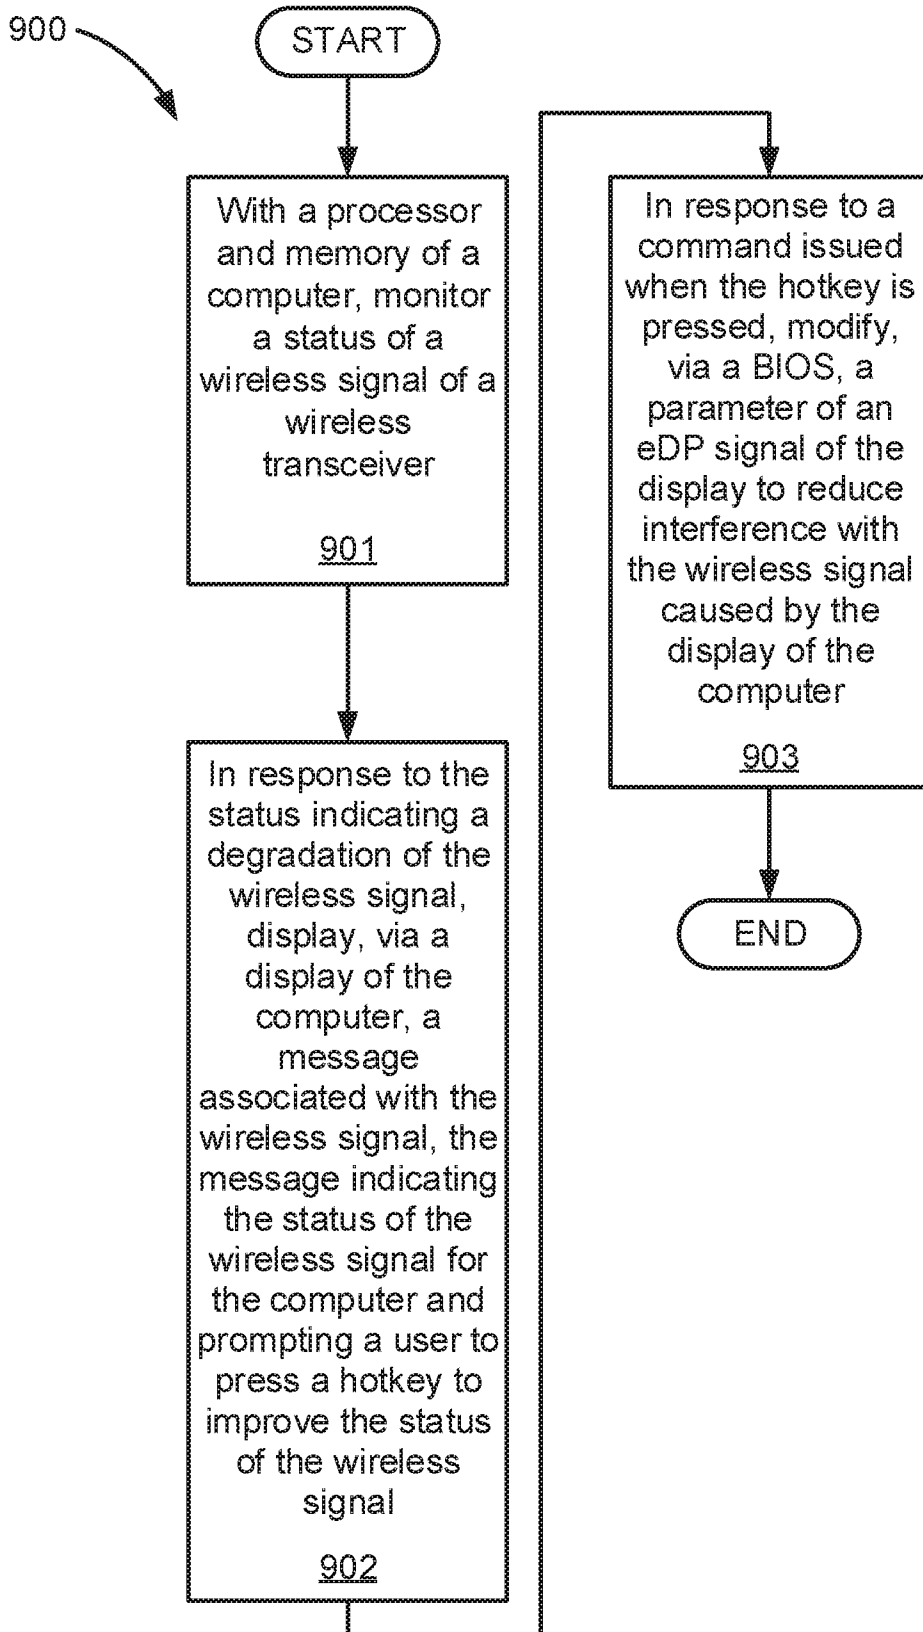 900
START
With a processor
and memory of a
computer, monitor
a status of a
wireless signal of a
wireless
transceiver
901
In response to the
status indicating a
degradation of the
wireless signal,
display, via a
display of the
computer, a
message
associated with the
wireless signal, the
message indicating
the status of the
wireless signal for
the computer and
prompting a user to
press a hotkey to
improve the status
of the wireless
signal
902
In response to a
command issued
when the hotkey is
pressed, modify,
via a BIOS, a
parameter of an
eDP signal of the
display to reduce
interference with
the wireless signal
caused by the
display of the
computer
903
END